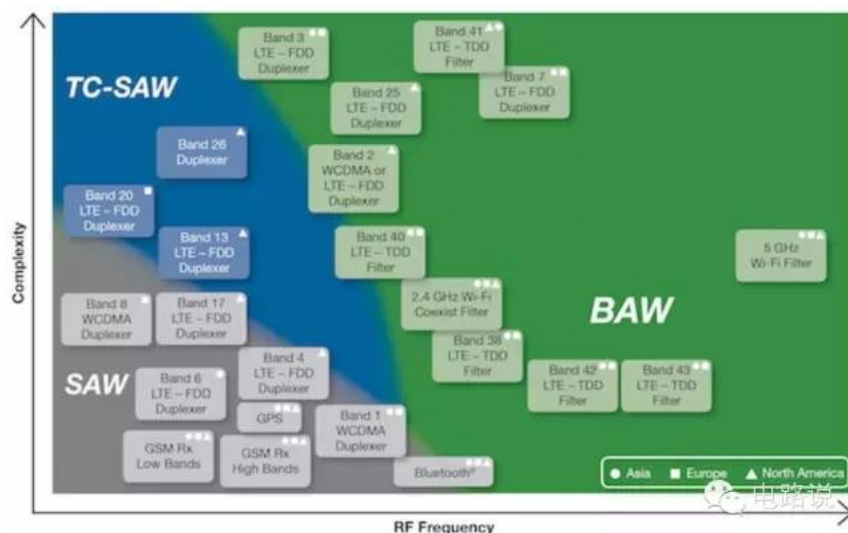 Complexity
TC-SAW
Band 3
LTE – FDD
Duplexer
Band 41
LTE – TDD
Filter
Band 7
LTE – FDD
Duplexer
Band 25
LTE – FDD
Duplexer
Band 26
Duplexer
Band 2
WCDMA or
LTE – FDD
Duplexer
Band 20
LTE – FDD
Duplexer
Band 13
LTE – FDD
Duplexer
Band 40
LTE – TDD
Filter
5 GHz
Wi-Fi Filter
2.4 GHz Wi-Fi
Coexist Filter
BAW
Band 8
WCDMA
Duplexer
Band 17
LTE – FDD
Duplexer
Band 38
LTE – TDD
Filter
SAW
Band 4
LTE – FDD
Duplexer
Band 42
LTE – TDD
Filter
Band 43
LTE – TDD
Filter
Band 6
LTE – FDD
Duplexer
GPS
Band 1
WCDMA
Duplexer
GSM Rx
Low Bands
GSM Rx
High Bands
Bluetooth®
Asia Europe North America
电路说
RF Frequency